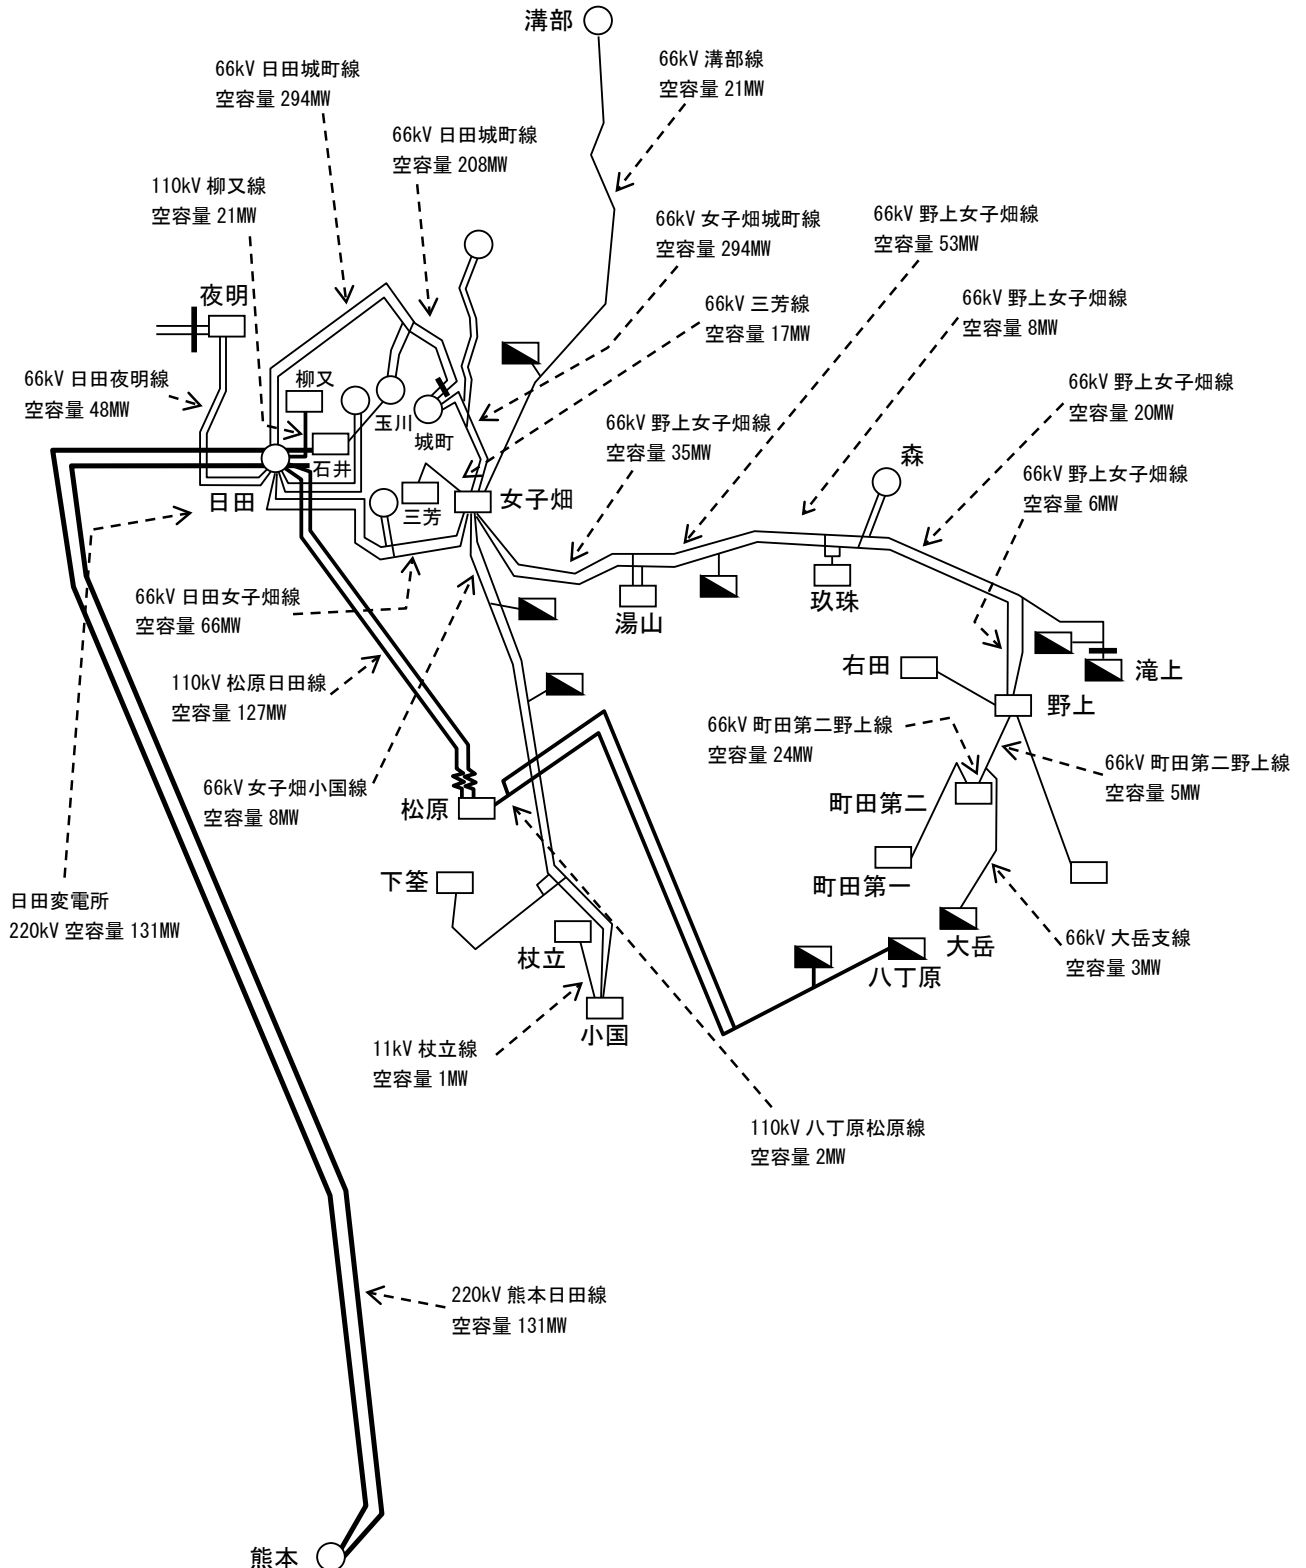 溝部
66kV 日田城町線
空容量 294MW
66kV 溝部線
空容量 21MW
66kV 日田城町線
空容量 208MW
110kV 柳又線
空容量 21MW
66kV 女子畑城町線
空容量 294MW
66kV 野上女子畑線
空容量 53MW
夜明
66kV 三芳線
空容量 17MW
66kV 野上女子畑線
空容量 8MW
66kV 日田夜明線
空容量 48MW
柳又
玉川
城町
66kV 野上女子畑線
空容量 20MW
66kV 野上女子畑線
空容量 35MW
森
石井
66kV 野上女子畑線
空容量 6MW
日田
三芳
女子畑
66kV 日田女子畑線
空容量 66MW
湯山
玖珠
110kV 松原日田線
空容量 127MW
右田
滝上
野上
66kV 町田第二野上線
空容量 24MW
66kV 町田第二野上線
空容量 5MW
66kV 女子畑小国線
空容量 8MW
松原
町田第二
下筌
町田第一
日田変電所
220kV 空容量 131MW
杖立
大岳
66kV 大岳支線
空容量 3MW
八丁原
小国
11kV 杖立線
空容量 1MW
110kV 八丁原松原線
空容量 2MW
220kV 熊本日田線
空容量 131MW
熊本